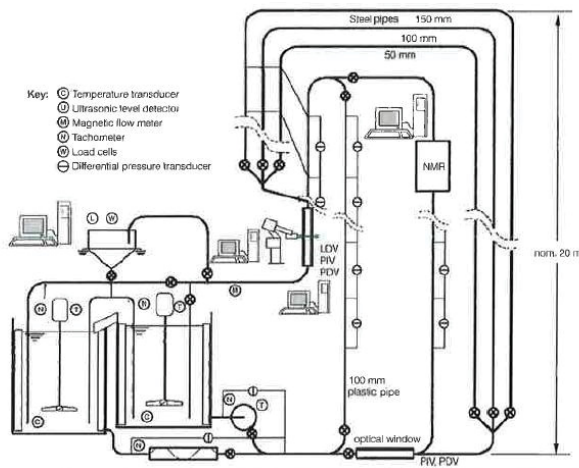 Steel pipes 150 mm
100 mm
50 mm
Key: C Temperature transducer
U Ultrasonic level detector
M Magnetic flow meter
N Tachometer
W Load cells
Differential pressure transducer
NMR
L W
nom. 20 m
LDV
PIV
PDV
M
N T N T
C C N T
100 mm
plastic pipe
N T
optical window
PIV, PDV